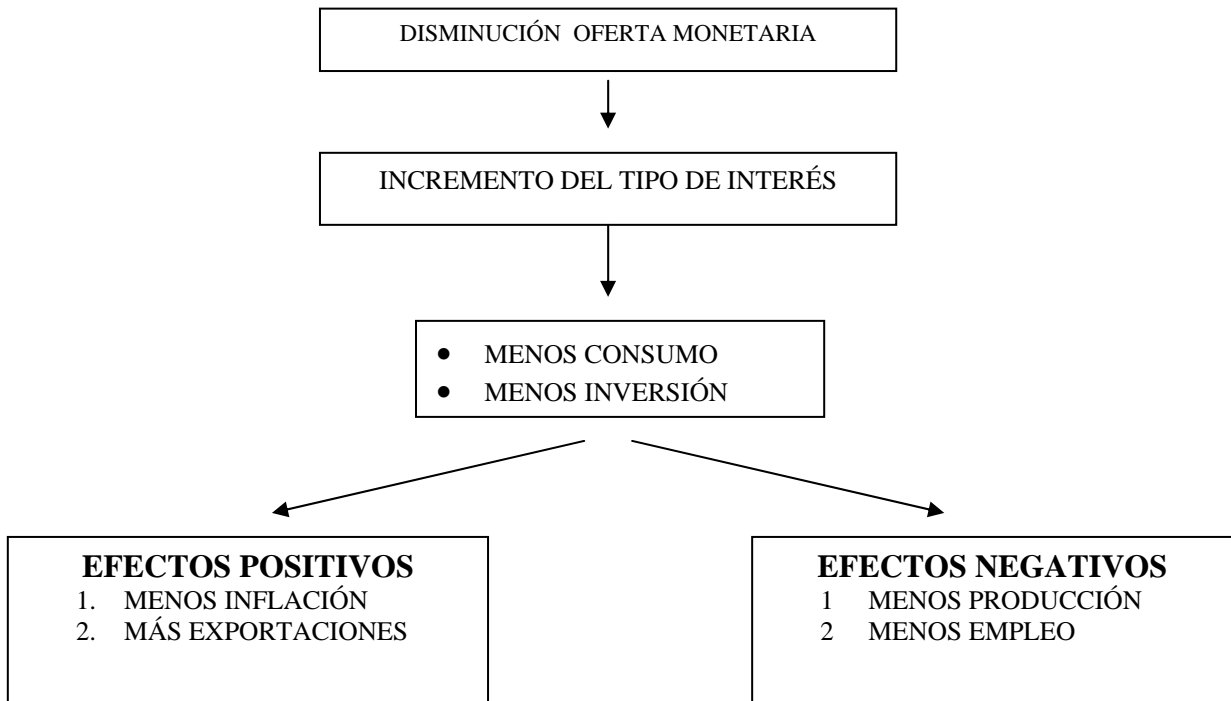 DISMINUCIÓN OFERTA MONETARIA
INCREMENTO DEL TIPO DE INTERÉS
• MENOS CONSUMO
• MENOS INVERSIÓN
EFECTOS POSITIVOS
1. MENOS INFLACIÓN
2. MÁS EXPORTACIONES
EFECTOS NEGATIVOS
1 MENOS PRODUCCIÓN
2 MENOS EMPLEO